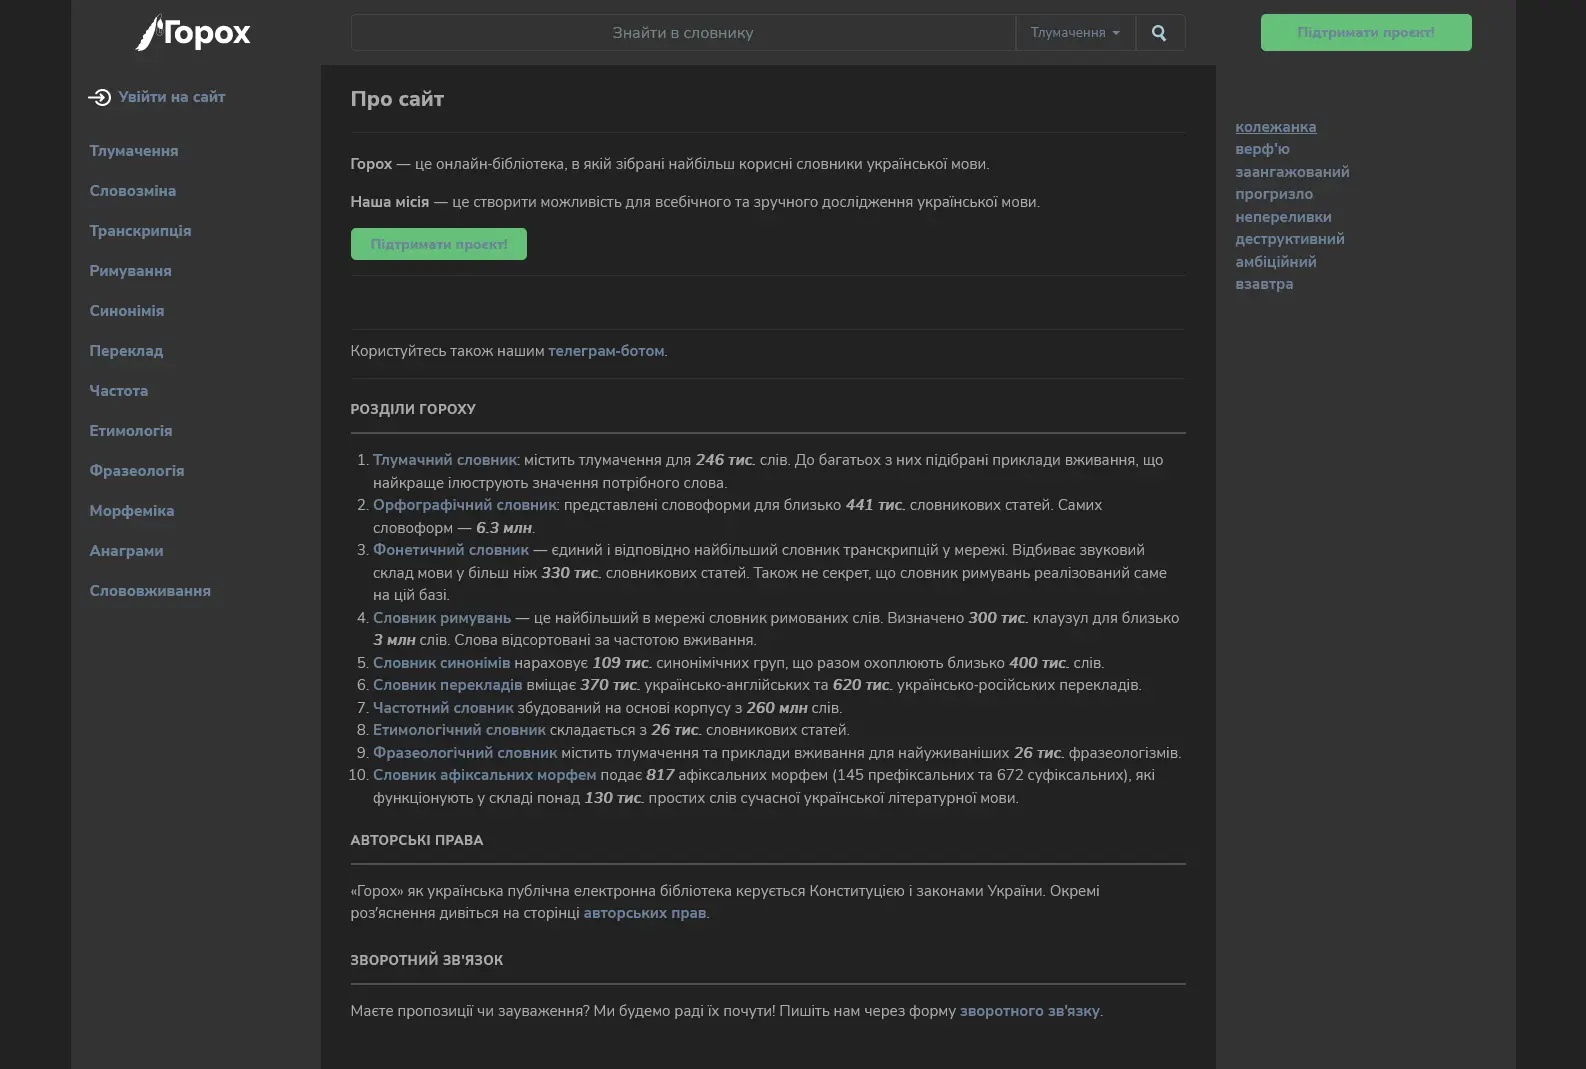 Горох
Знайти в словнику
Тлумачення
Підтримати проєкт!
Увійти на сайт
Тлумачення
Словозміна
Транскрипція
Римування
Синонімія
Переклад
Частота
Етимологія
Фразеологія
Морфеміка
Анаграми
Слововживання
Про сайт
Горох — це онлайн-бібліотека, в якій зібрані найбільш корисні словники української мови.
Наша місія — це створити можливість для всебічного та зручного дослідження української мови.
Підтримати проєкт!
Користуйтесь також нашим телеграм-ботом.
РОЗДІЛИ ГОРОХУ
1. Тлумачний словник: містить тлумачення для 246 тис. слів. До багатьох з них підібрані приклади вживання, що
найкраще ілюструють значення потрібного слова.
2. Орфографічний словник: представлені словоформи для близько 441 тис. словникових статей. Самих
словоформ — 6.3 млн.
3. Фонетичний словник — єдиний і відповідно найбільший словник транскрипцій у мережі. Відбиває звуковий
склад мови у більш ніж 330 тис. словникових статей. Також не секрет, що словник римувань реалізований саме
на цій базі.
4. Словник римувань — це найбільший в мережі словник римованих слів. Визначено 300 тис. клаузул для близько
3 млн слів. Слова відсортовані за частотою вживання.
5. Словник синонімів нараховує 109 тис. синонімічних груп, що разом охоплюють близько 400 тис. слів.
6. Словник перекладів вміщає 370 тис. українсько-англійських та 620 тис. українсько-російських перекладів.
7. Частотний словник збудований на основі корпусу з 260 млн слів.
8. Етимологічний словник складається з 26 тис. словникових статей.
9. Фразеологічний словник містить тлумачення та приклади вживання для найуживаніших 26 тис. фразеологізмів.
10. Словник афіксальних морфем подає 817 афіксальних морфем (145 префіксальних та 672 суфіксальних), які
функціонують у складі понад 130 тис. простих слів сучасної української літературної мови.
АВТОРСЬКІ ПРАВА
«Горох» як українська публічна електронна бібліотека керується Конституцією і законами України. Окремі
роз'яснення дивіться на сторінці авторських прав.
ЗВОРОТНИЙ ЗВ'ЯЗОК
Маєте пропозиції чи зауваження? Ми будемо раді їх почути! Пишіть нам через форму зворотного зв'язку.
колежанка
верф'ю
заангажований
прогризло
непереливки
деструктивний
амбіційний
взавтра